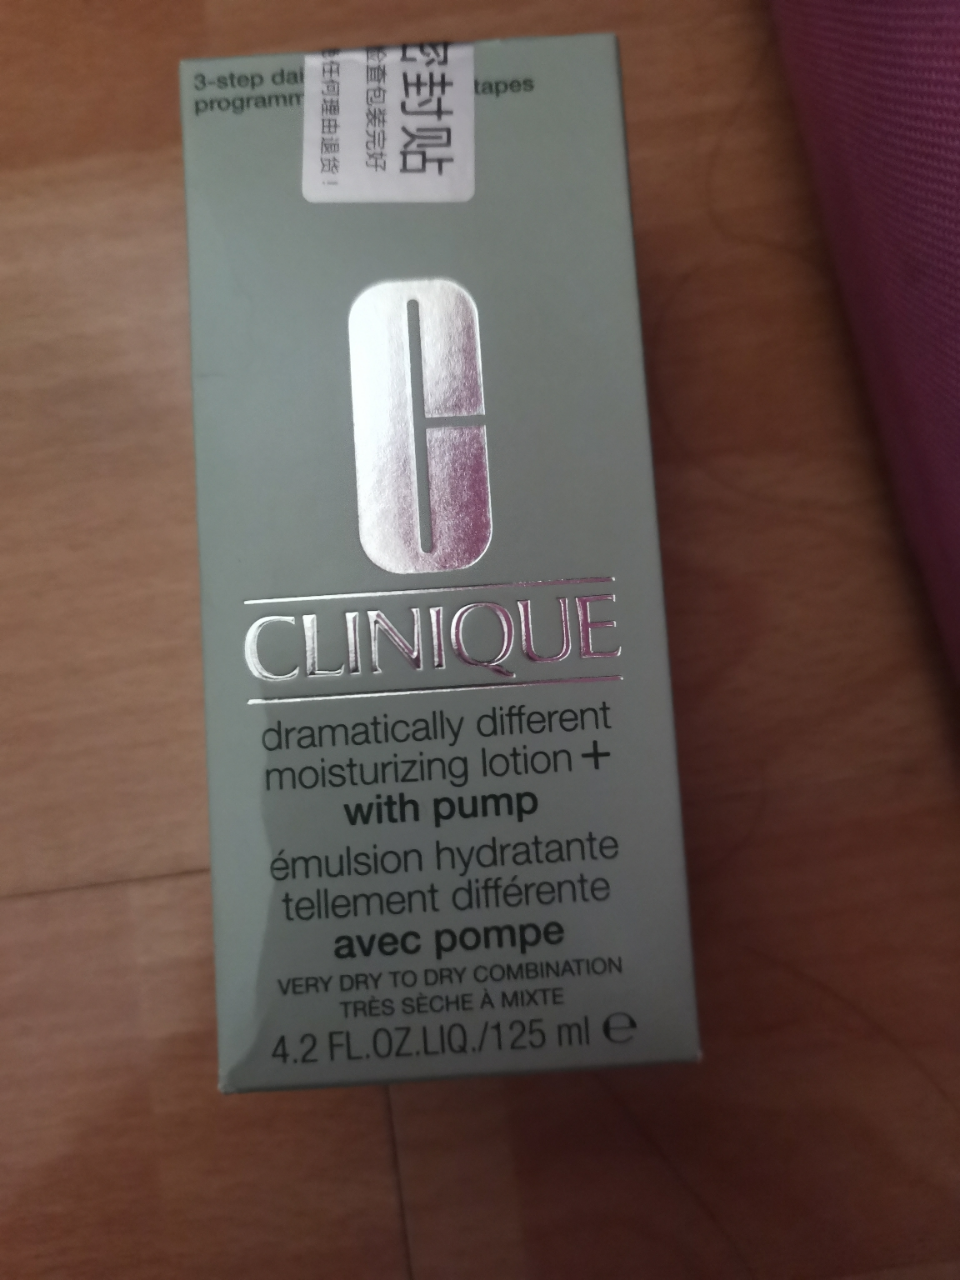 3-step
tapes
密封贴
检查包装完好
任何理由退货!
CLINIQUE
dramatically different
moisturizing lotion +
with pump
émulsion hydratante
tellement différente
avec pompe
VERY DRY TO DRY COMBINATION
TRÈS SÈCHE À MIXTE
4.2 FL.OZ.LIQ./125 ml ℮